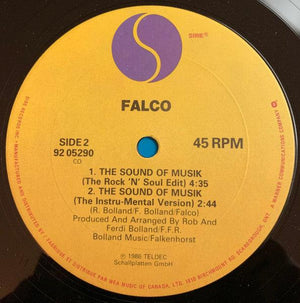 SIRE®
FALCO
SIDE 2
92 05290
CO
45 RPM
1. THE SOUND OF MUSIK
(The Rock 'N' Soul Edit) 4:35
2. THE SOUND OF MUSIK
(The Instru-Mental Version) 2:44
(R. Bolland/F. Bolland/Falco)
Produced And Arranged by Rob and
Ferdi Bolland/F.F.R.
Bolland Music/Falkenhorst
℗ 1986 TELDEC
Schallplatten GmbH